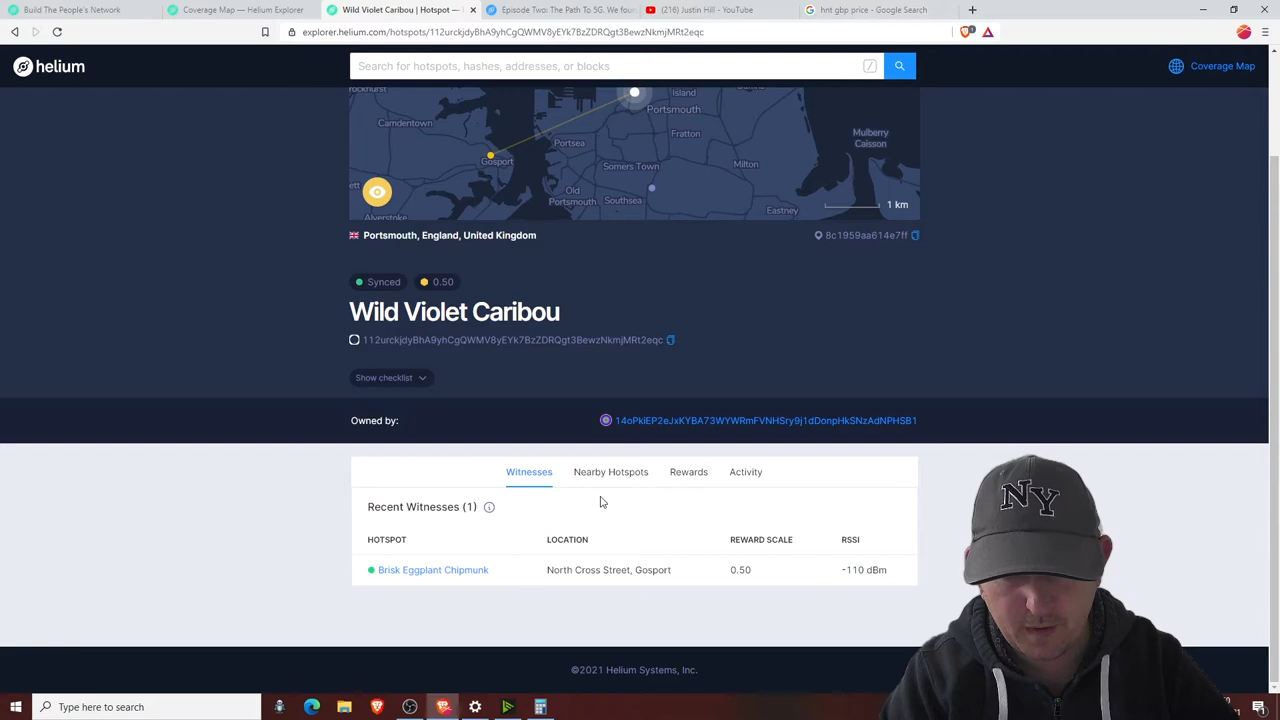 Build The People's Network
Coverage Map — Helium Explorer
Wild Violet Caribou | Hotspot —
Episode Two: The Path To 5G. We foun
(216) Justin Hill - YouTube
hnt gbp price - Google Search
explorer.helium.com/hotspots/112urckjdyBhA9yhCgQWMV8yEYk7BzZDRQgt3BewzNkmjMRt2eqc
helium
Search for hotspots, hashes, addresses, or blocks
/
Coverage Map
rockhurst
Island
Portsmouth
Camdentown
Fratton
Mulberry
Caisson
Portsea
Gosport
Somers Town
Milton
ett
Old
Portsmouth
Southsea
Eastney
Alverstoke
1 km
Portsmouth, England, United Kingdom
8c1959aa614e7ff
Synced
0.50
Wild Violet Caribou
112urckjdyBhA9yhCgQWMV8yEYk7BzZDRQgt3BewzNkmjMRt2eqc
Show checklist
Owned by:
14oPkiEP2eJxKYBA73WYWRmFVNHSry9j1dDonpHkSNzAdNPHSB1
Witnesses
Nearby Hotspots
Rewards
Activity
Recent Witnesses (1)
HOTSPOT
LOCATION
REWARD SCALE
RSSI
Brisk Eggplant Chipmunk
North Cross Street, Gosport
0.50
-110 dBm
NY
©2021 Helium Systems, Inc.
Type here to search